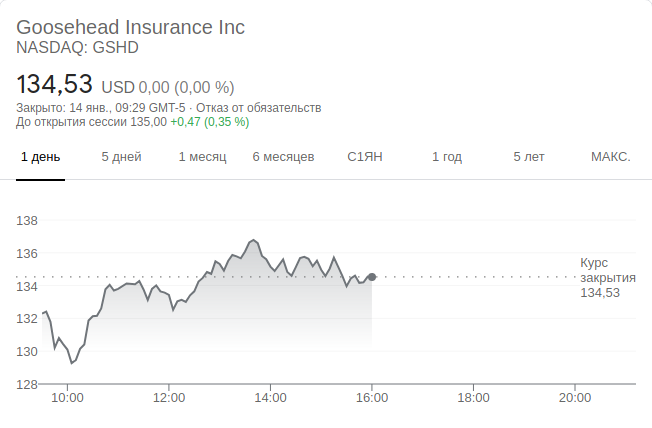 Goosehead Insurance Inc
NASDAQ: GSHD
134,53 USD 0,00 (0,00 %)
Закрыто: 14 янв., 09:29 GMT-5 · Отказ от обязательств
До открытия сессии 135,00 +0,47 (0,35 %)
1 день 5 дней 1 месяц 6 месяцев С1ЯН 1 год 5 лет МАКС.
138
136
134
132
130
128
Курс
закрытия
134,53
10:00 12:00 14:00 16:00 18:00 20:00